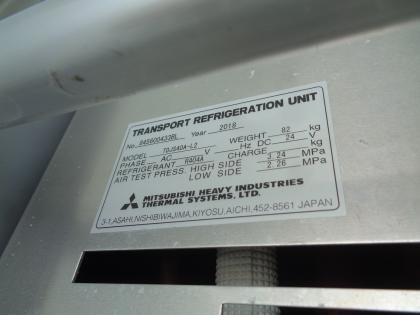 TRANSPORT REFRIGERATION UNIT
No. 845600433BL Year 2018
MODEL TDJS40A-L2 WEIGHT 82 kg
PHASE — AC — V — Hz DC 24 V
REFRIGERANT R404A CHARGE — kg
AIR TEST PRESS. HIGH SIDE 3.24 MPa
LOW SIDE 2.26 MPa
MITSUBISHI HEAVY INDUSTRIES
THERMAL SYSTEMS, LTD.
3-1,ASAHI,NISHIBIWAJIMA,KIYOSU,AICHI,452-8561 JAPAN